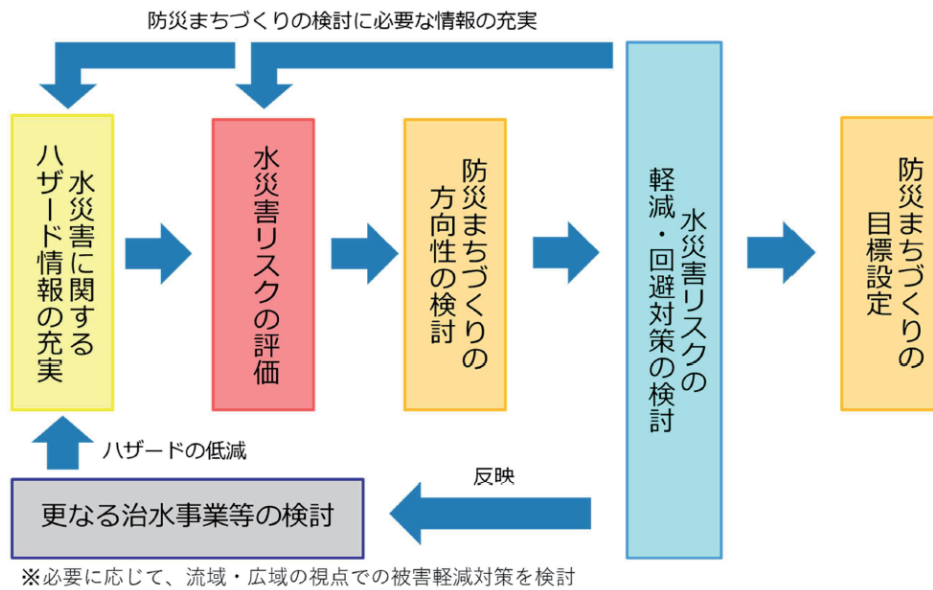 防災まちづくりの検討に必要な情報の充実
水災害に関する
ハザード情報の充実
水災害リスクの評価
防災まちづくりの
方向性の検討
水災害リスクの
軽減・回避対策の検討
防災まちづくりの
目標設定
ハザードの低減
反映
更なる治水事業等の検討
※必要に応じて、流域・広域の視点での被害軽減対策を検討